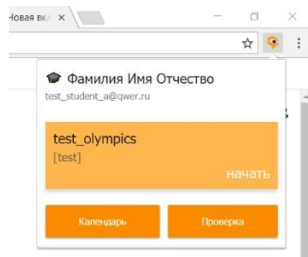 Новая вкл
Фамилия Имя Отчество
test_student_a@qwer.ru
test_olympics
[test]
начать
Календарь
Проверка